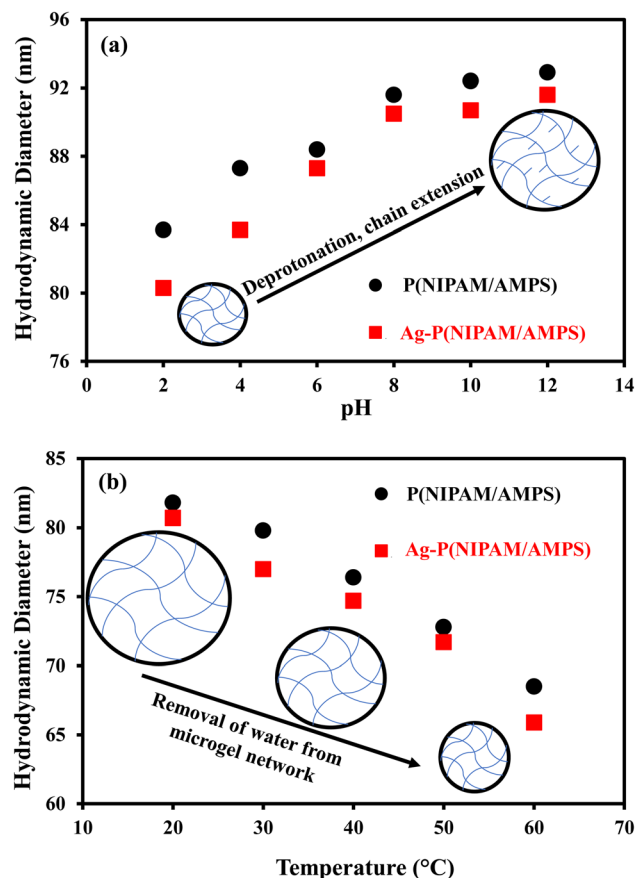 (a)
Hydrodynamic Diameter (nm)
96
92
88
84
80
76
Deprotonation, chain extension
P(NIPAM/AMPS)
Ag-P(NIPAM/AMPS)
0 2 4 6 8 10 12 14
pH
(b)
Hydrodynamic Diameter (nm)
85
80
75
70
65
60
P(NIPAM/AMPS)
Ag-P(NIPAM/AMPS)
Removal of water from
microgel network
10 20 30 40 50 60 70
Temperature (°C)